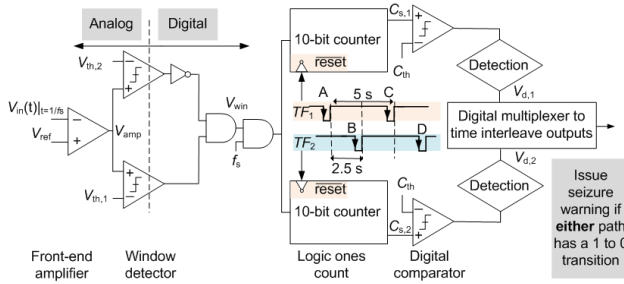 Analog
Digital
V_th,2
V_in(t)|t=1/fs
V_ref
V_amp
V_th,1
V_win
f_s
10-bit counter
reset
C_s,1
C_th
Detection
V_d,1
A
5 s
C
TF_1
B
D
TF_2
2.5 s
Digital multiplexer to
time interleave outputs
V_d,2
reset
10-bit counter
C_th
C_s,2
Detection
Issue
seizure
warning if
either path
has a 1 to 0
transition
Front-end
amplifier
Window
detector
Logic ones
count
Digital
comparator